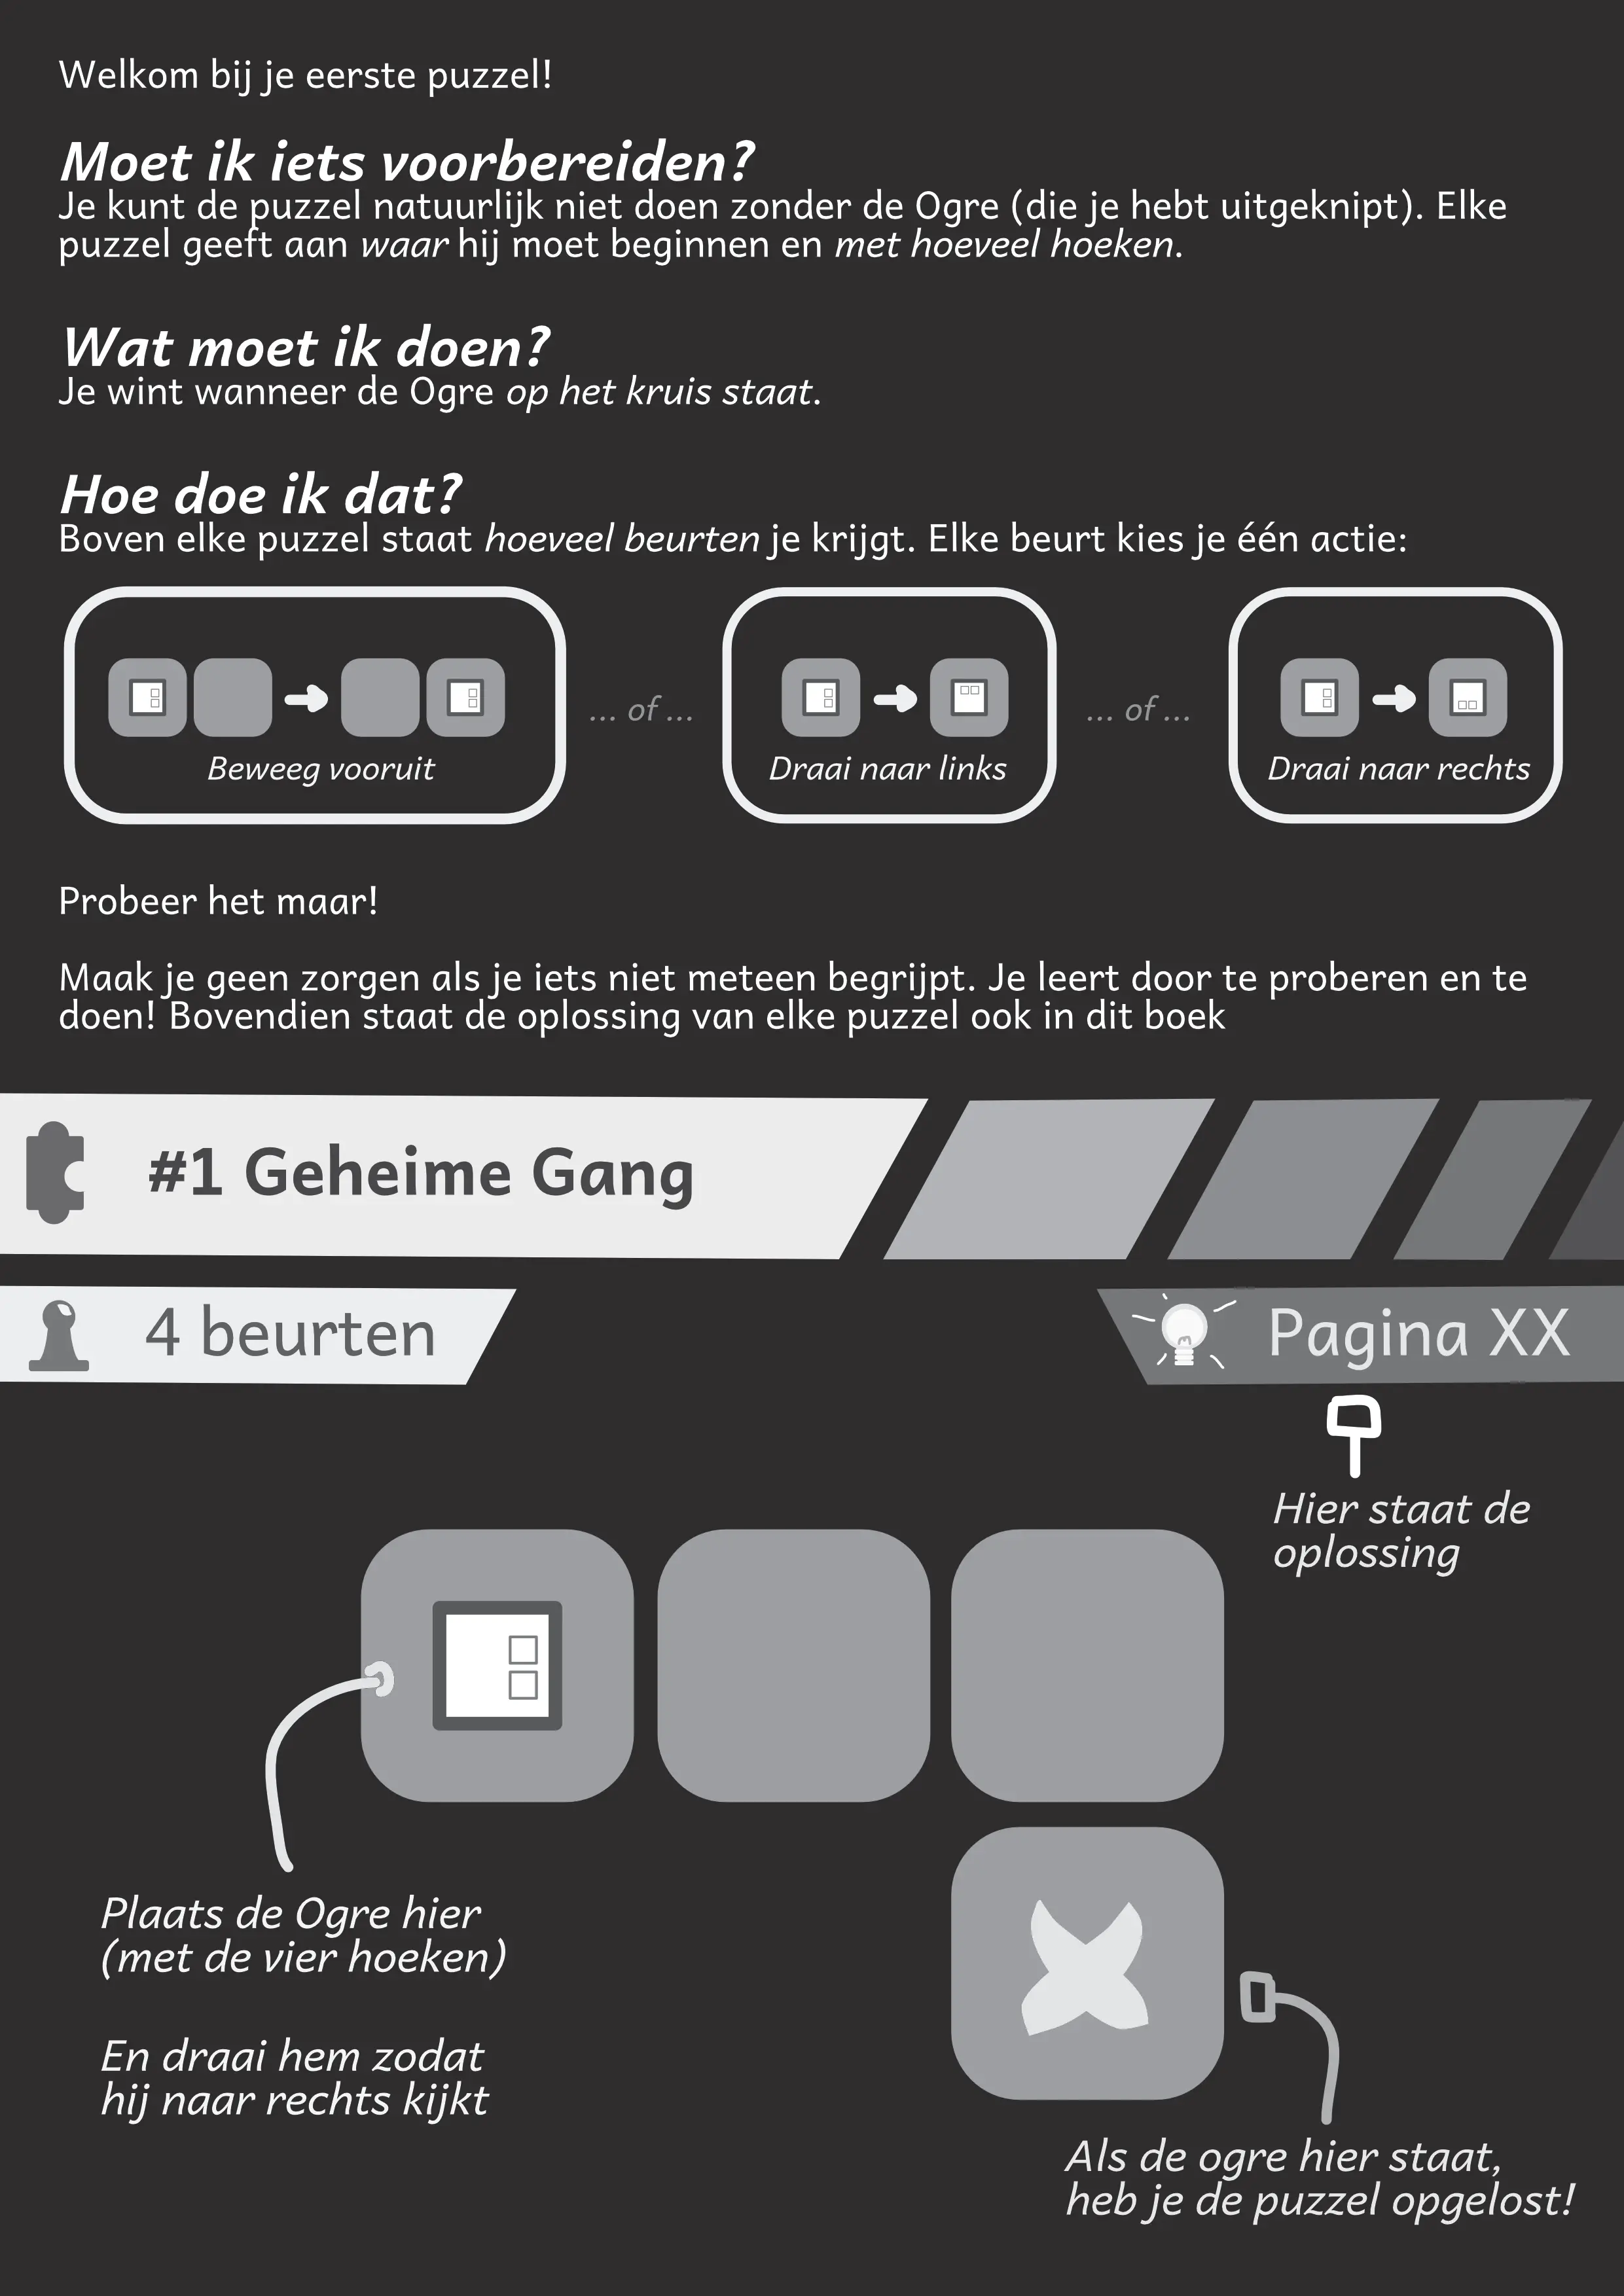 Welkom bij je eerste puzzel!
Moet ik iets voorbereiden?
Je kunt de puzzel natuurlijk niet doen zonder de Ogre (die je hebt uitgeknipt). Elke
puzzel geeft aan waar hij moet beginnen en met hoeveel hoeken.
Wat moet ik doen?
Je wint wanneer de Ogre op het kruis staat.
Hoe doe ik dat?
Boven elke puzzel staat hoeveel beurten je krijgt. Elke beurt kies je één actie:
... of ...
... of ...
Beweeg vooruit
Draai naar links
Draai naar rechts
Probeer het maar!
Maak je geen zorgen als je iets niet meteen begrijpt. Je leert door te proberen en te
doen! Bovendien staat de oplossing van elke puzzel ook in dit boek
#1 Geheime Gang
4 beurten
Pagina XX
Hier staat de
oplossing
Plaats de Ogre hier
(met de vier hoeken)
En draai hem zodat
hij naar rechts kijkt
Als de ogre hier staat,
heb je de puzzel opgelost!